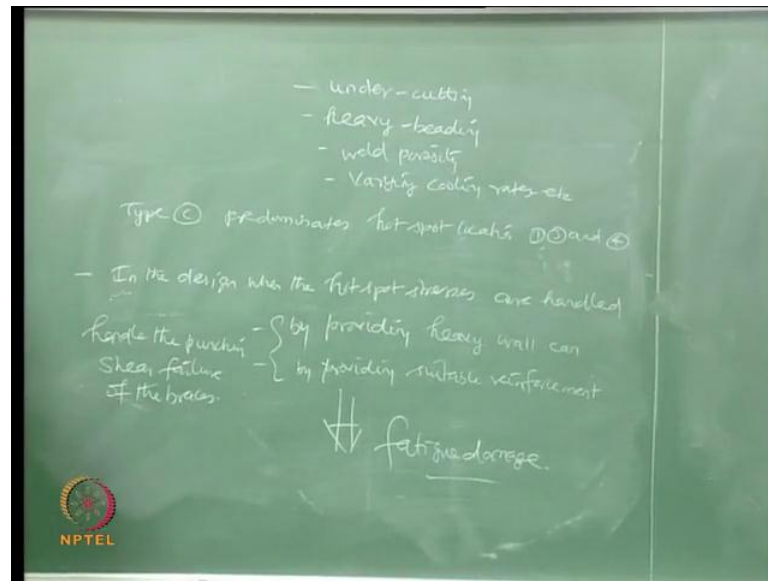 - under-cutting
- heavy-beading
- weld porosity
- Varying cooling rates etc
Type Ⓒ predominates hot spot location ① ③ and ④
- In the design when the hot spot stresses are handled
handle the punching shear failure of the braces.
- by providing heavy wall can
- by providing suitable reinforcement
fatigue damage.
NPTEL